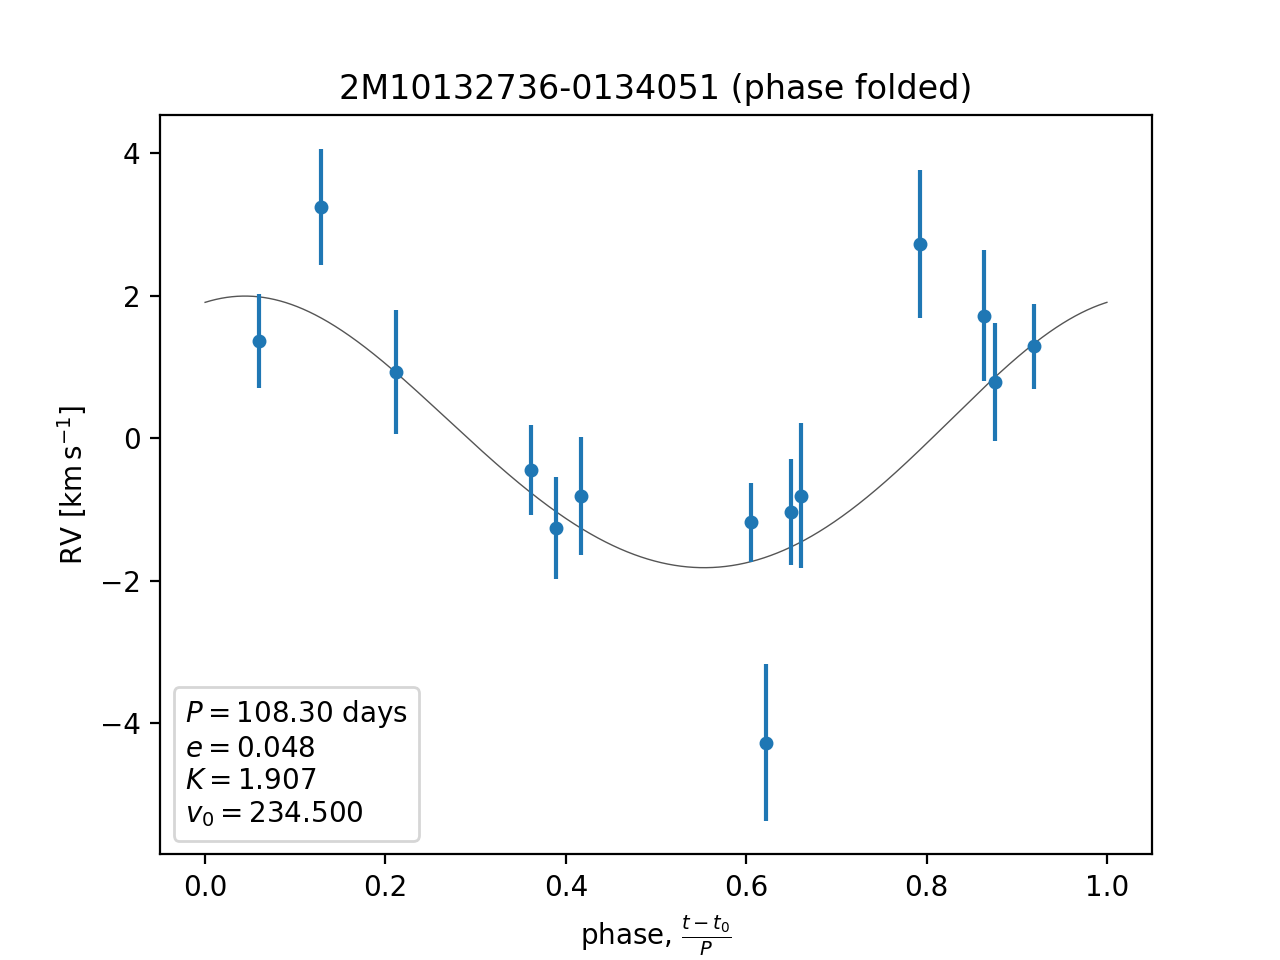 2M10132736-0134051 (phase folded)
4
2
0
−2
−4
RV [km s⁻¹]
P = 108.30 days
e = 0.048
K = 1.907
v₀ = 234.500
0.0 0.2 0.4 0.6 0.8 1.0
phase, (t − t₀)/P